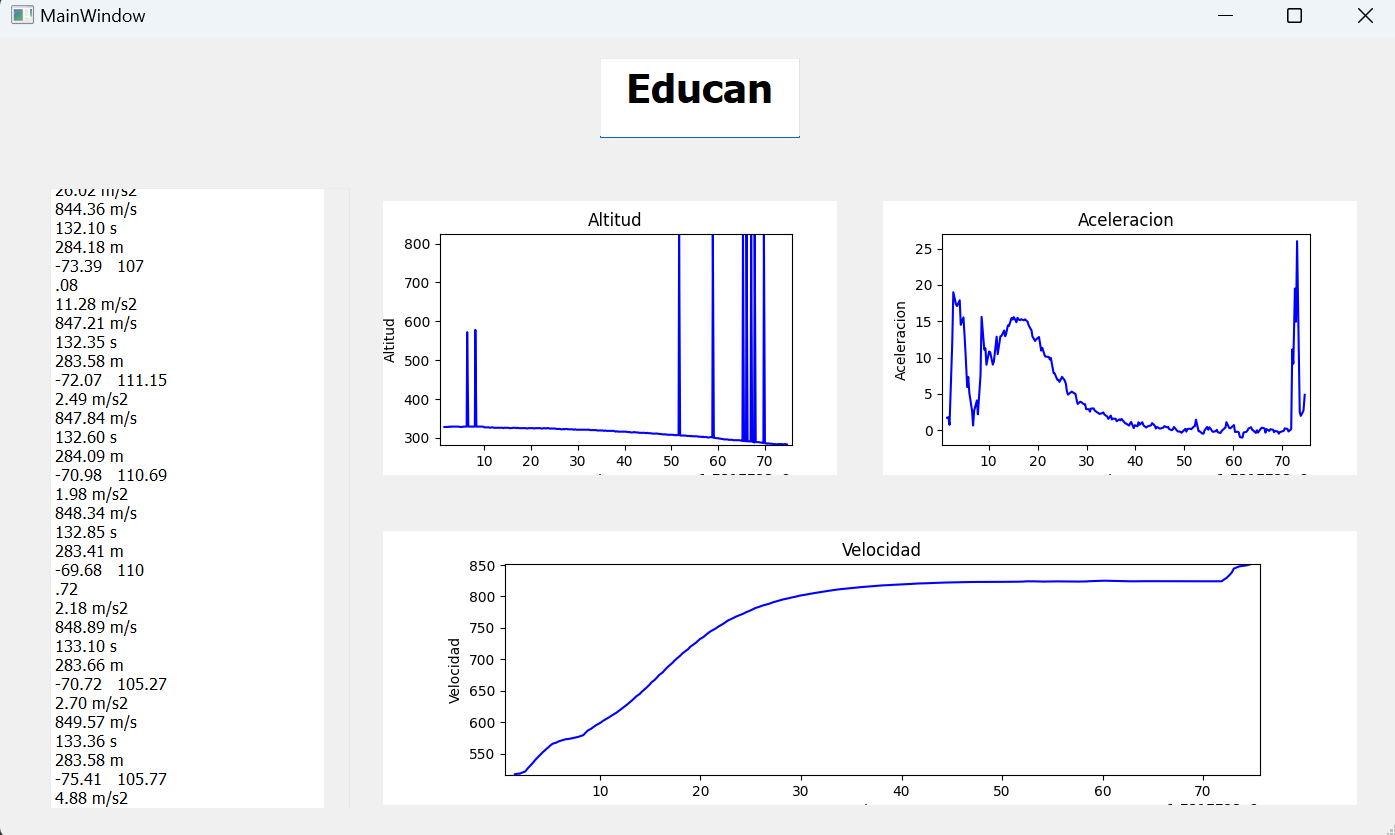 MainWindow
Educan
26.02 m/s2
844.36 m/s
132.10 s
284.18 m
-73.39 107
.08
11.28 m/s2
847.21 m/s
132.35 s
283.58 m
-72.07 111.15
2.49 m/s2
847.84 m/s
132.60 s
284.09 m
-70.98 110.69
1.98 m/s2
848.34 m/s
132.85 s
283.41 m
-69.68 110
.72
2.18 m/s2
848.89 m/s
133.10 s
283.66 m
-70.72 105.27
2.70 m/s2
849.57 m/s
133.36 s
283.58 m
-75.41 105.77
4.88 m/s2
Altitud
Altitud
800
700
600
500
400
300
10 20 30 40 50 60 70
Aceleracion
Aceleracion
25
20
15
10
5
0
10 20 30 40 50 60 70
Velocidad
Velocidad
850
800
750
700
650
600
550
10 20 30 40 50 60 70